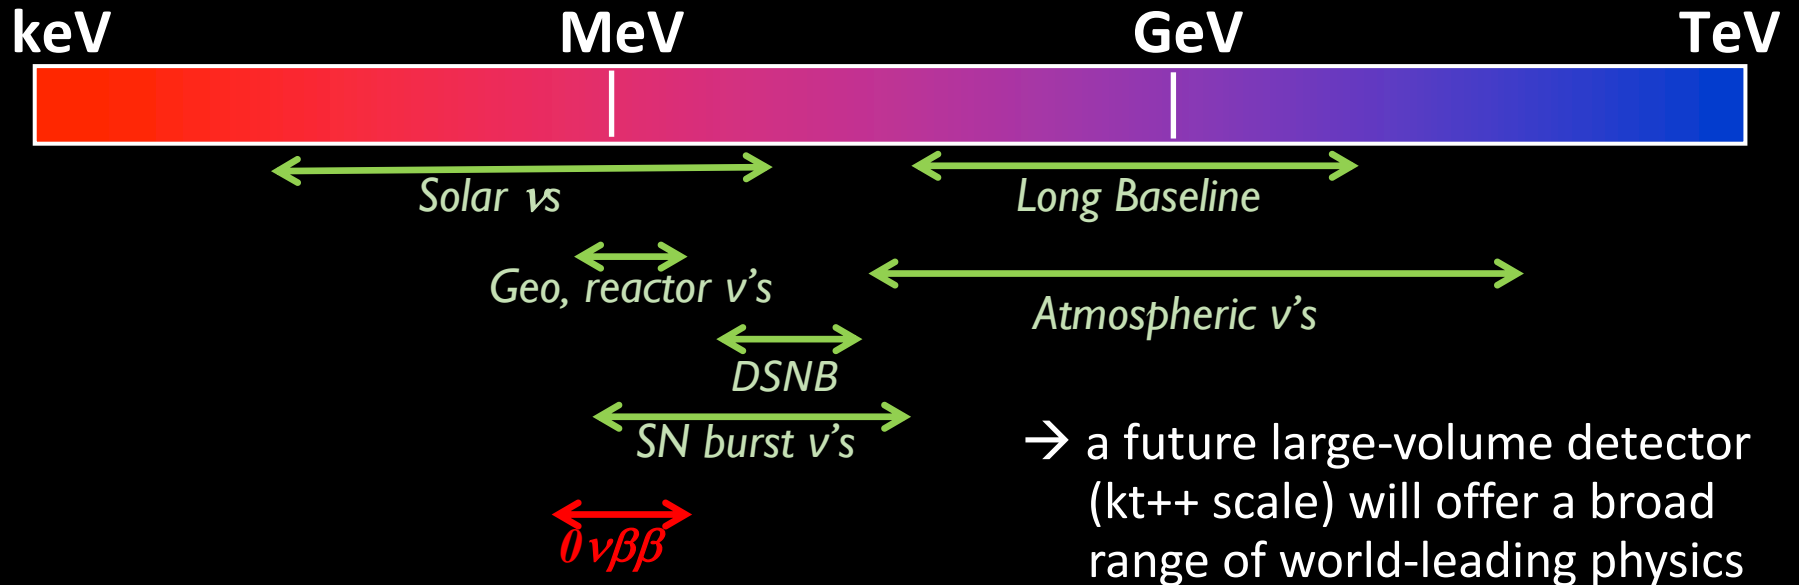 keV MeV GeV TeV
Solar νs
Long Baseline
Geo, reactor ν’s
Atmospheric ν’s
DSNB
SN burst ν’s
0νββ
→ a future large-volume detector
(kt++ scale) will offer a broad
range of world-leading physics